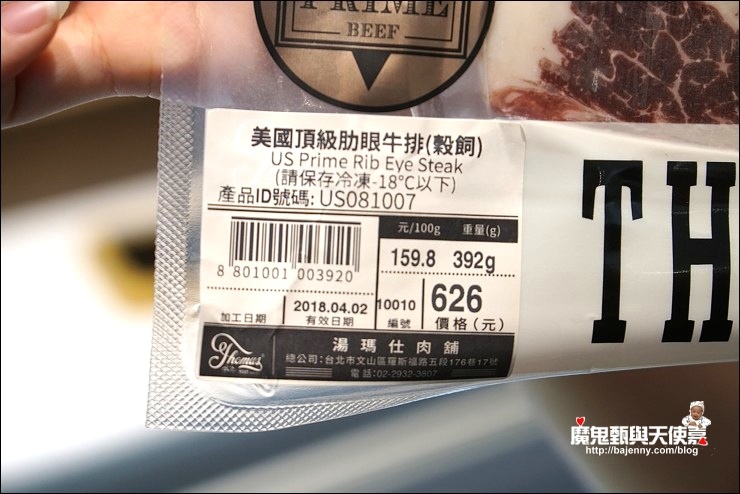 PRIME
BEEF
美國頂級肋眼牛排(穀飼)
US Prime Rib Eye Steak
(請保存冷凍-18°C以下)
產品ID號碼: US081007
元/100g 重量(g)
159.8 392g
8 801001 003920
2018.04.02 10010 626
加工日期 有效日期 編號 價格(元)
Thomas
湯瑪仕肉舖
總公司:台北市文山區羅斯福路五段176巷17號
電話:02-2932-3807
TH
魔鬼甄與天使嘉
http://bajenny.com/blog